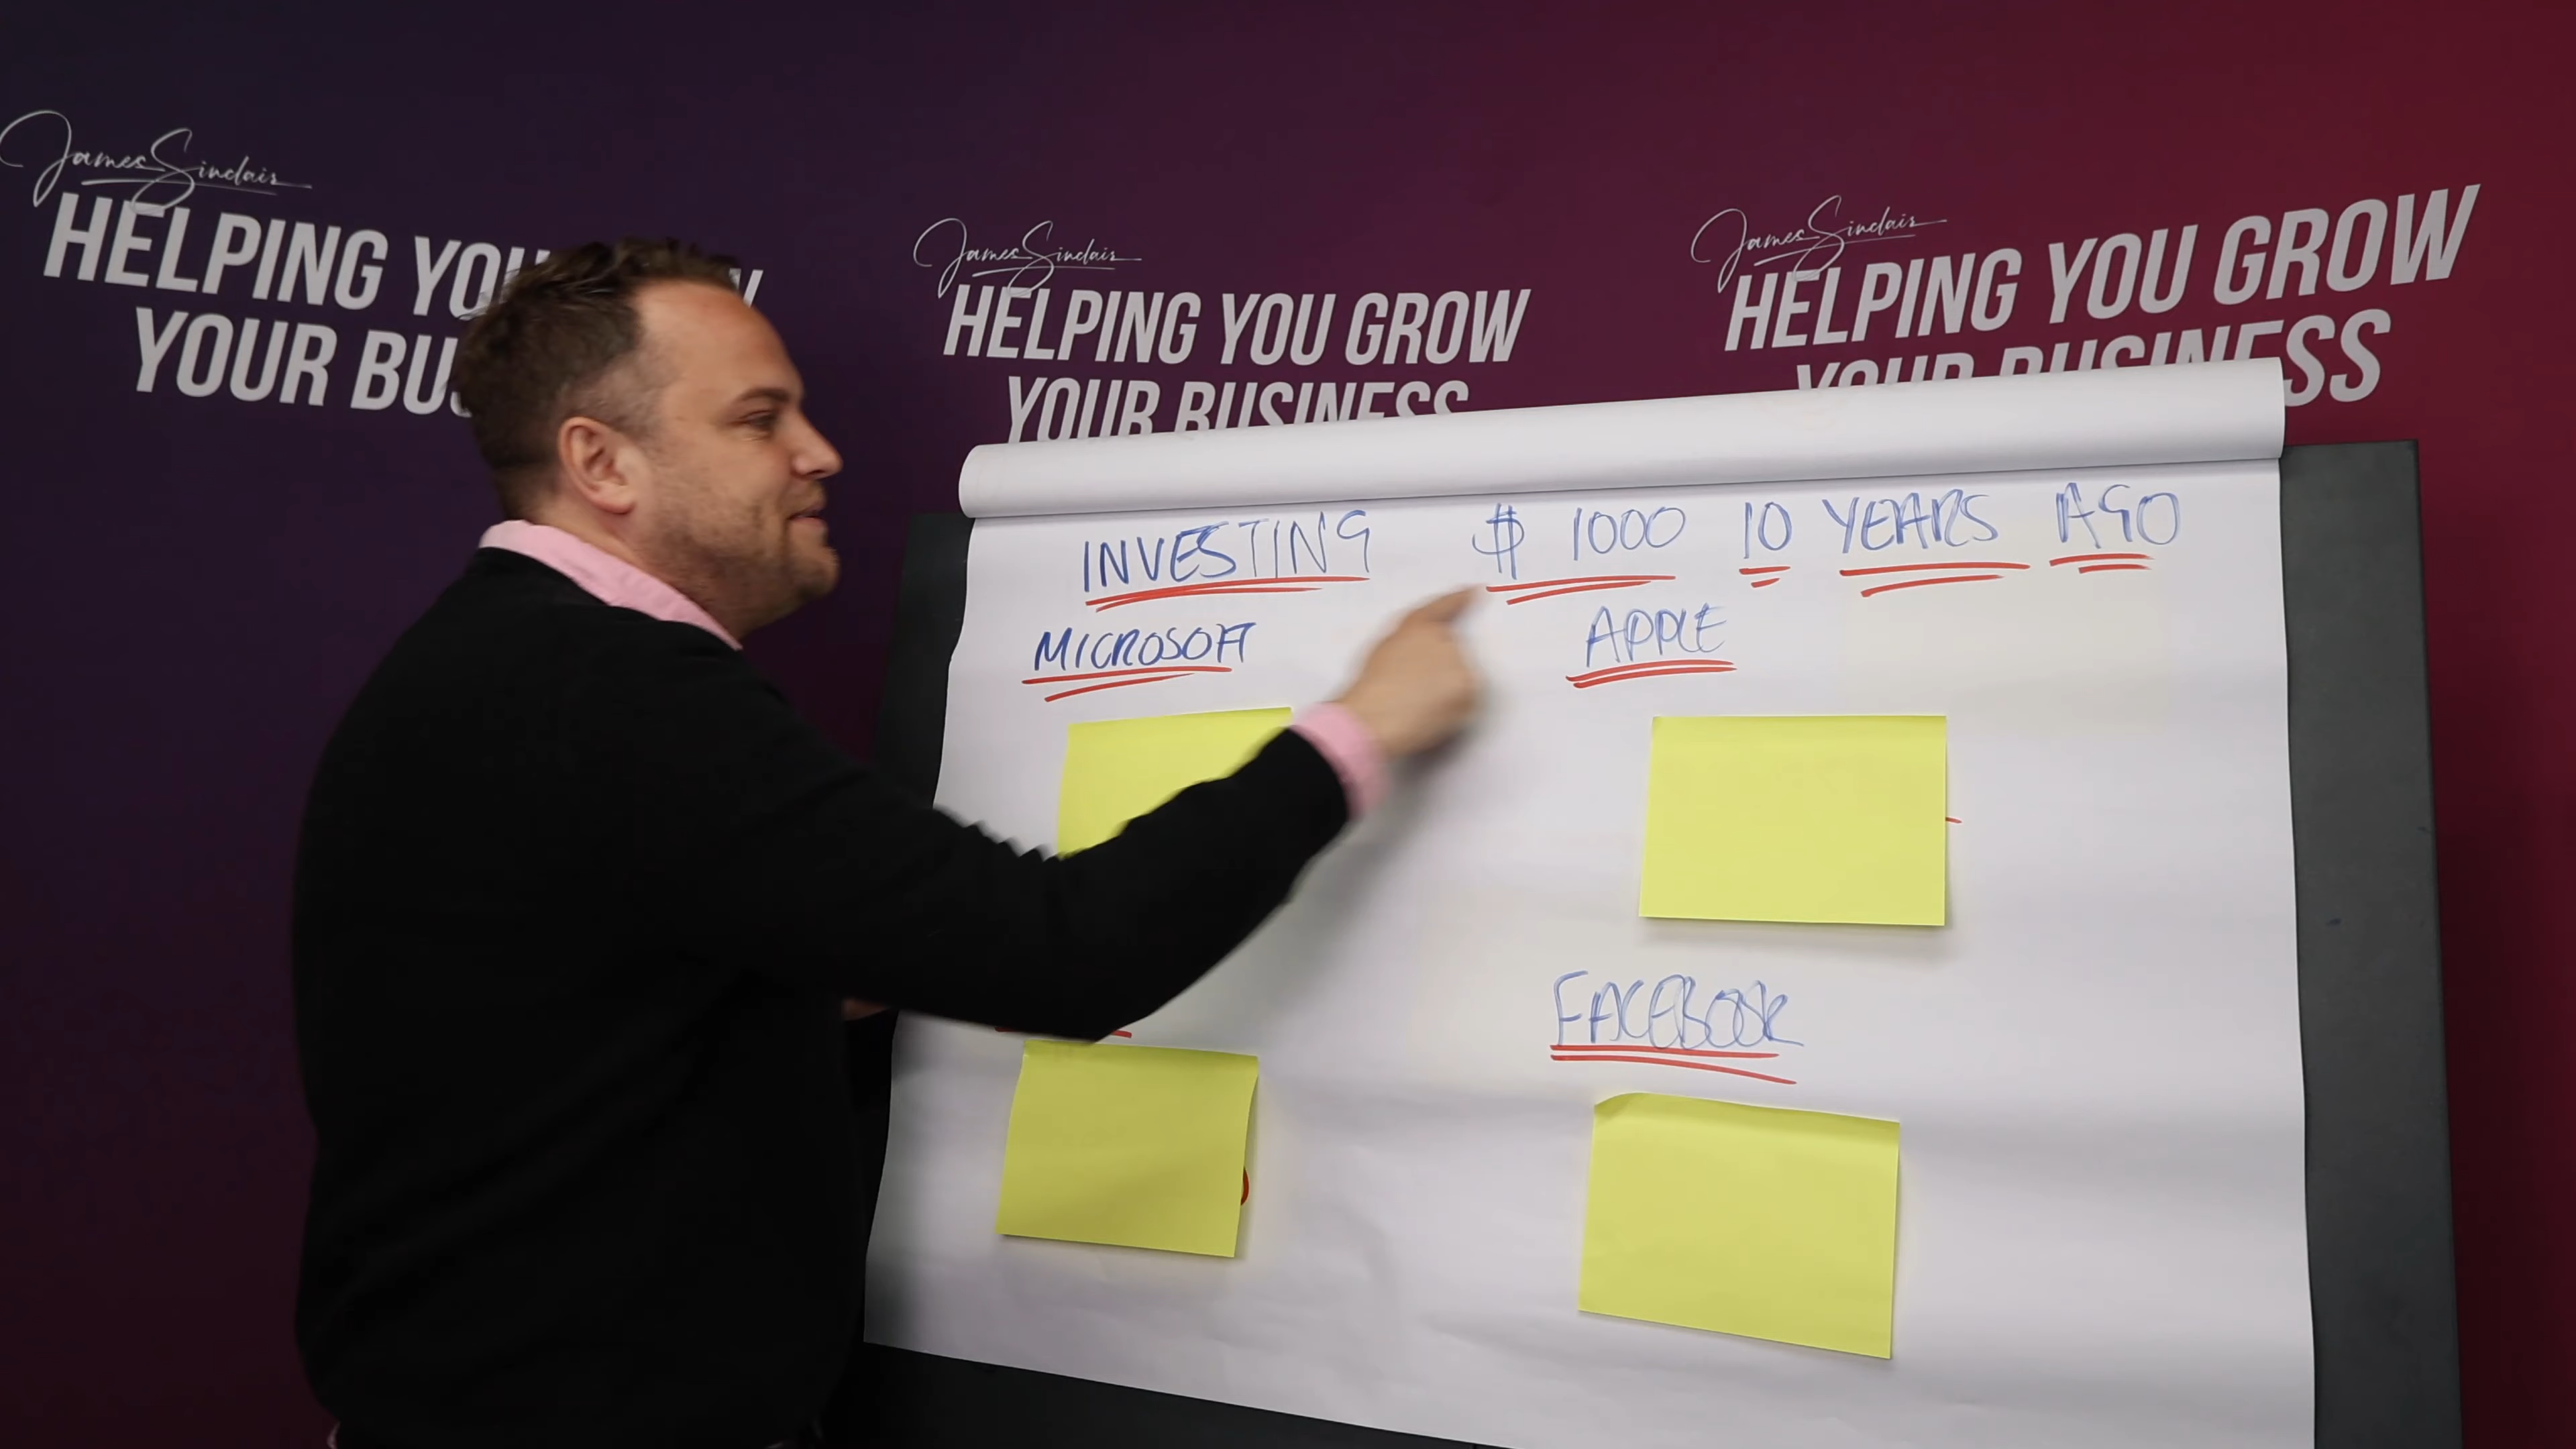 James Sinclair
HELPING YOU
YOUR
James Sinclair
HELPING YOU GROW
YOUR BUSINESS
James Sinclair
HELPING YOU GROW
YOUR BUSINESS
INVESTING $ 1000 10 YEARS AGO
MICROSOFT
APPLE
FACEBOOK